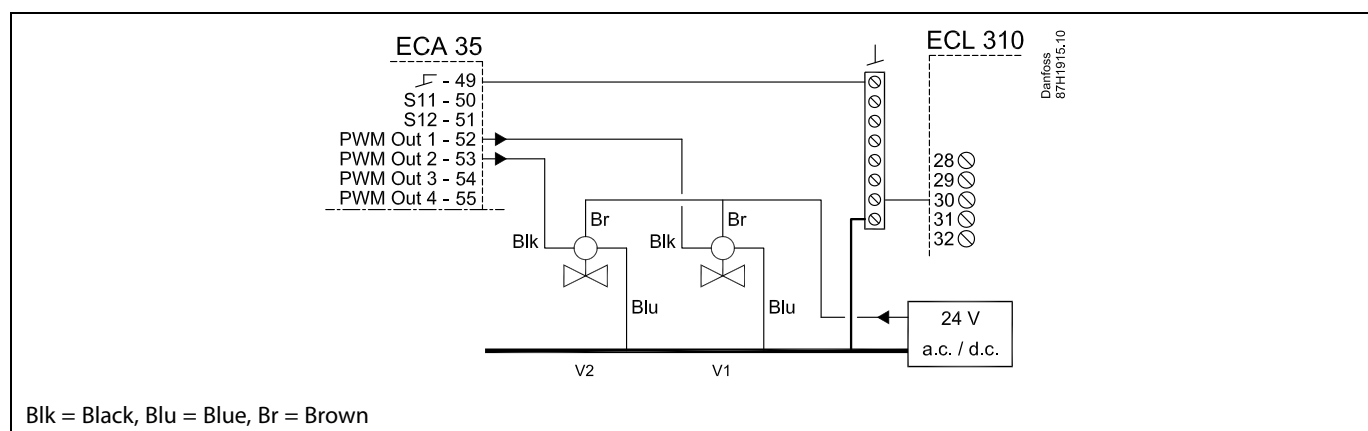 ECA 35
- 49
S11 - 50
S12 - 51
PWM Out 1 - 52
PWM Out 2 - 53
PWM Out 3 - 54
PWM Out 4 - 55
ECL 310
Danfoss
87H1915.10
28
29
30
31
32
Br
Br
Blk
Blk
Blu
Blu
24 V
a.c. / d.c.
V2
V1
Blk = Black, Blu = Blue, Br = Brown